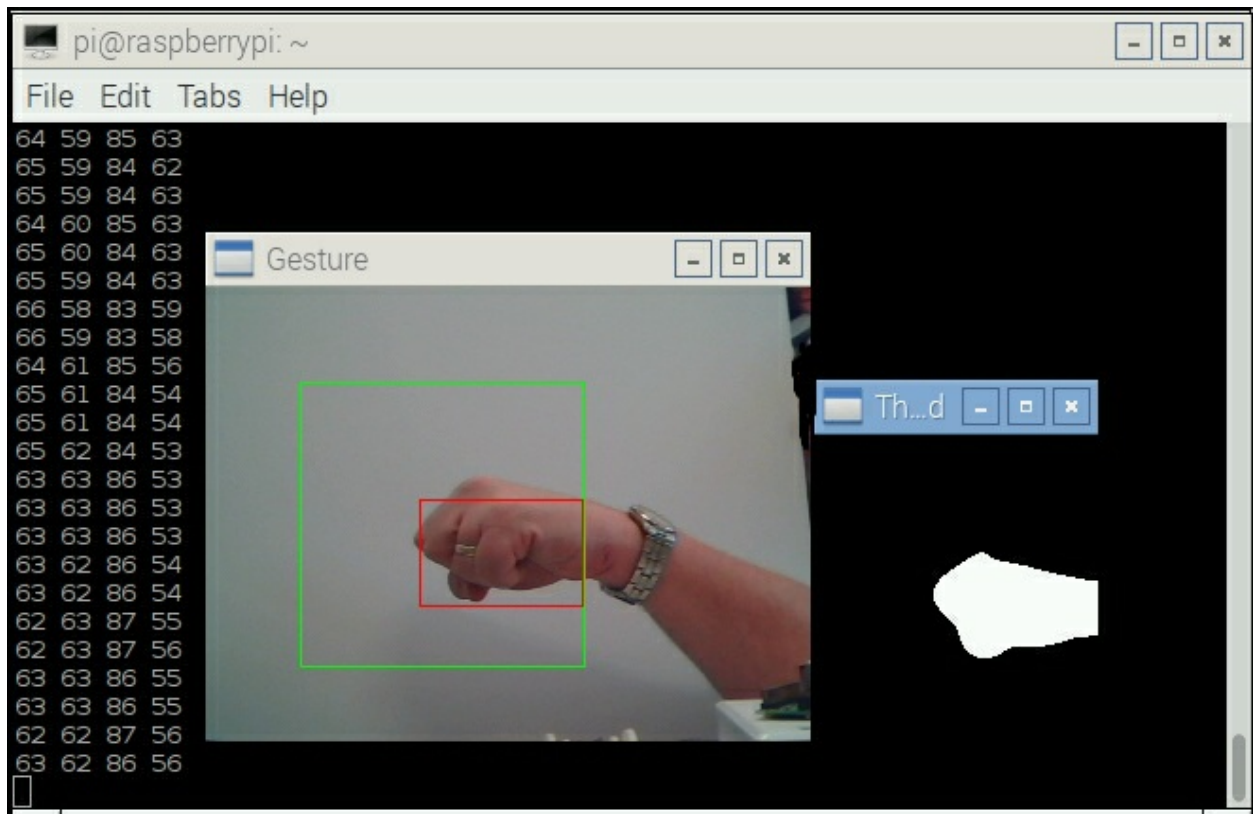 pi@raspberrypi: ~
File Edit Tabs Help
64 59 85 63
65 59 84 62
65 59 84 63
64 60 85 63
65 60 84 63
65 59 84 63
66 58 83 59
66 59 83 58
64 61 85 56
65 61 84 54
65 61 84 54
65 62 84 53
63 63 86 53
63 63 86 53
63 63 86 53
63 62 86 54
63 62 86 54
62 63 87 55
62 63 87 56
63 63 86 55
63 63 86 55
62 62 87 56
63 62 86 56
Gesture
Th...d